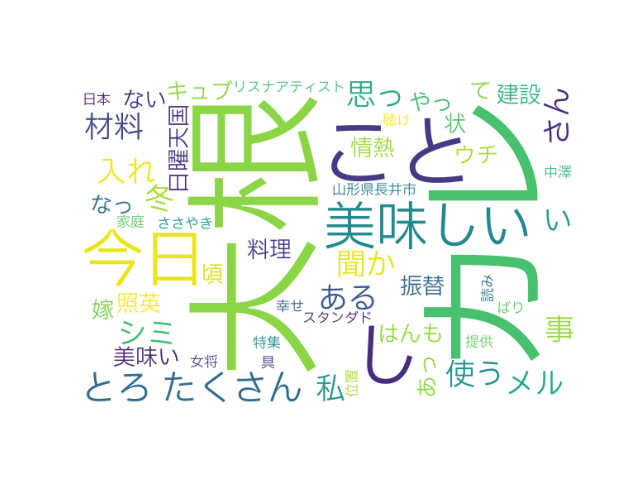 日本
ない
キュブ
リスナアティスト
思っ
やっ
て
建設
さん
材料
日曜天国
大根
こと
聴け
状
カレ
情熱
ウチ
入れ
冬
中澤
山形県長井市
なっ
家庭
ささやき
美味しい
い
今日
頃
料理
聞か
ある
振替
読み
ばり
嫁
照英
幸せ
スタンダド
シミ
し
はんも
事
美味い
女将
特集
具
提供
とろ
たくさん
私
位置
あっ
使う
メル